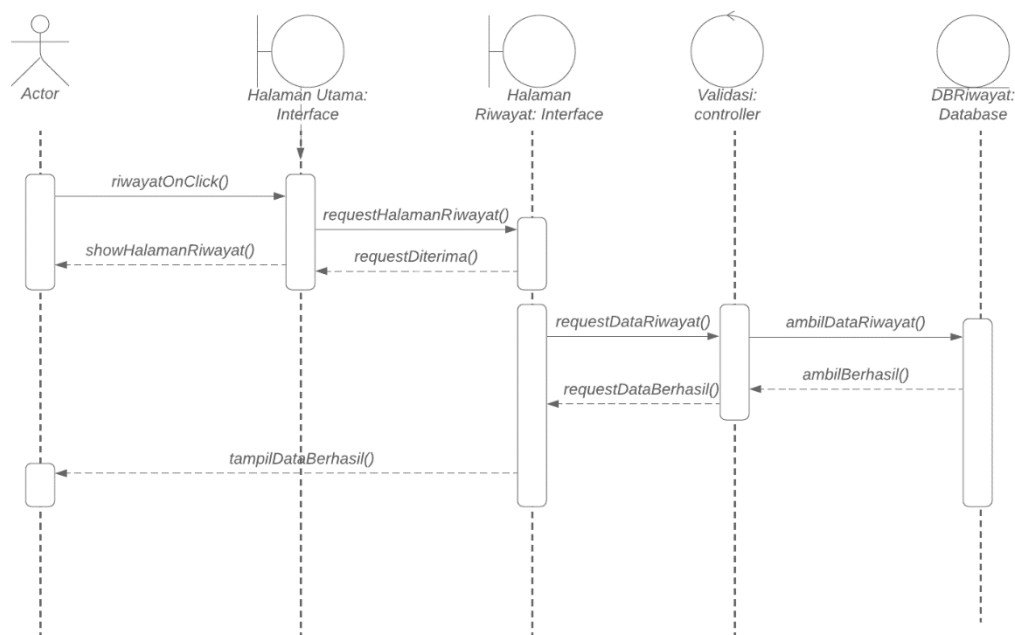 Actor
Halaman Utama:
Interface
Halaman
Riwayat: Interface
Validasi:
controller
DBRiwayat:
Database
riwayatOnClick()
requestHalamanRiwayat()
showHalamanRiwayat()
requestDiterima()
requestDataRiwayat()
ambilDataRiwayat()
ambilBerhasil()
requestDataBerhasil()
tampilDataBerhasil()